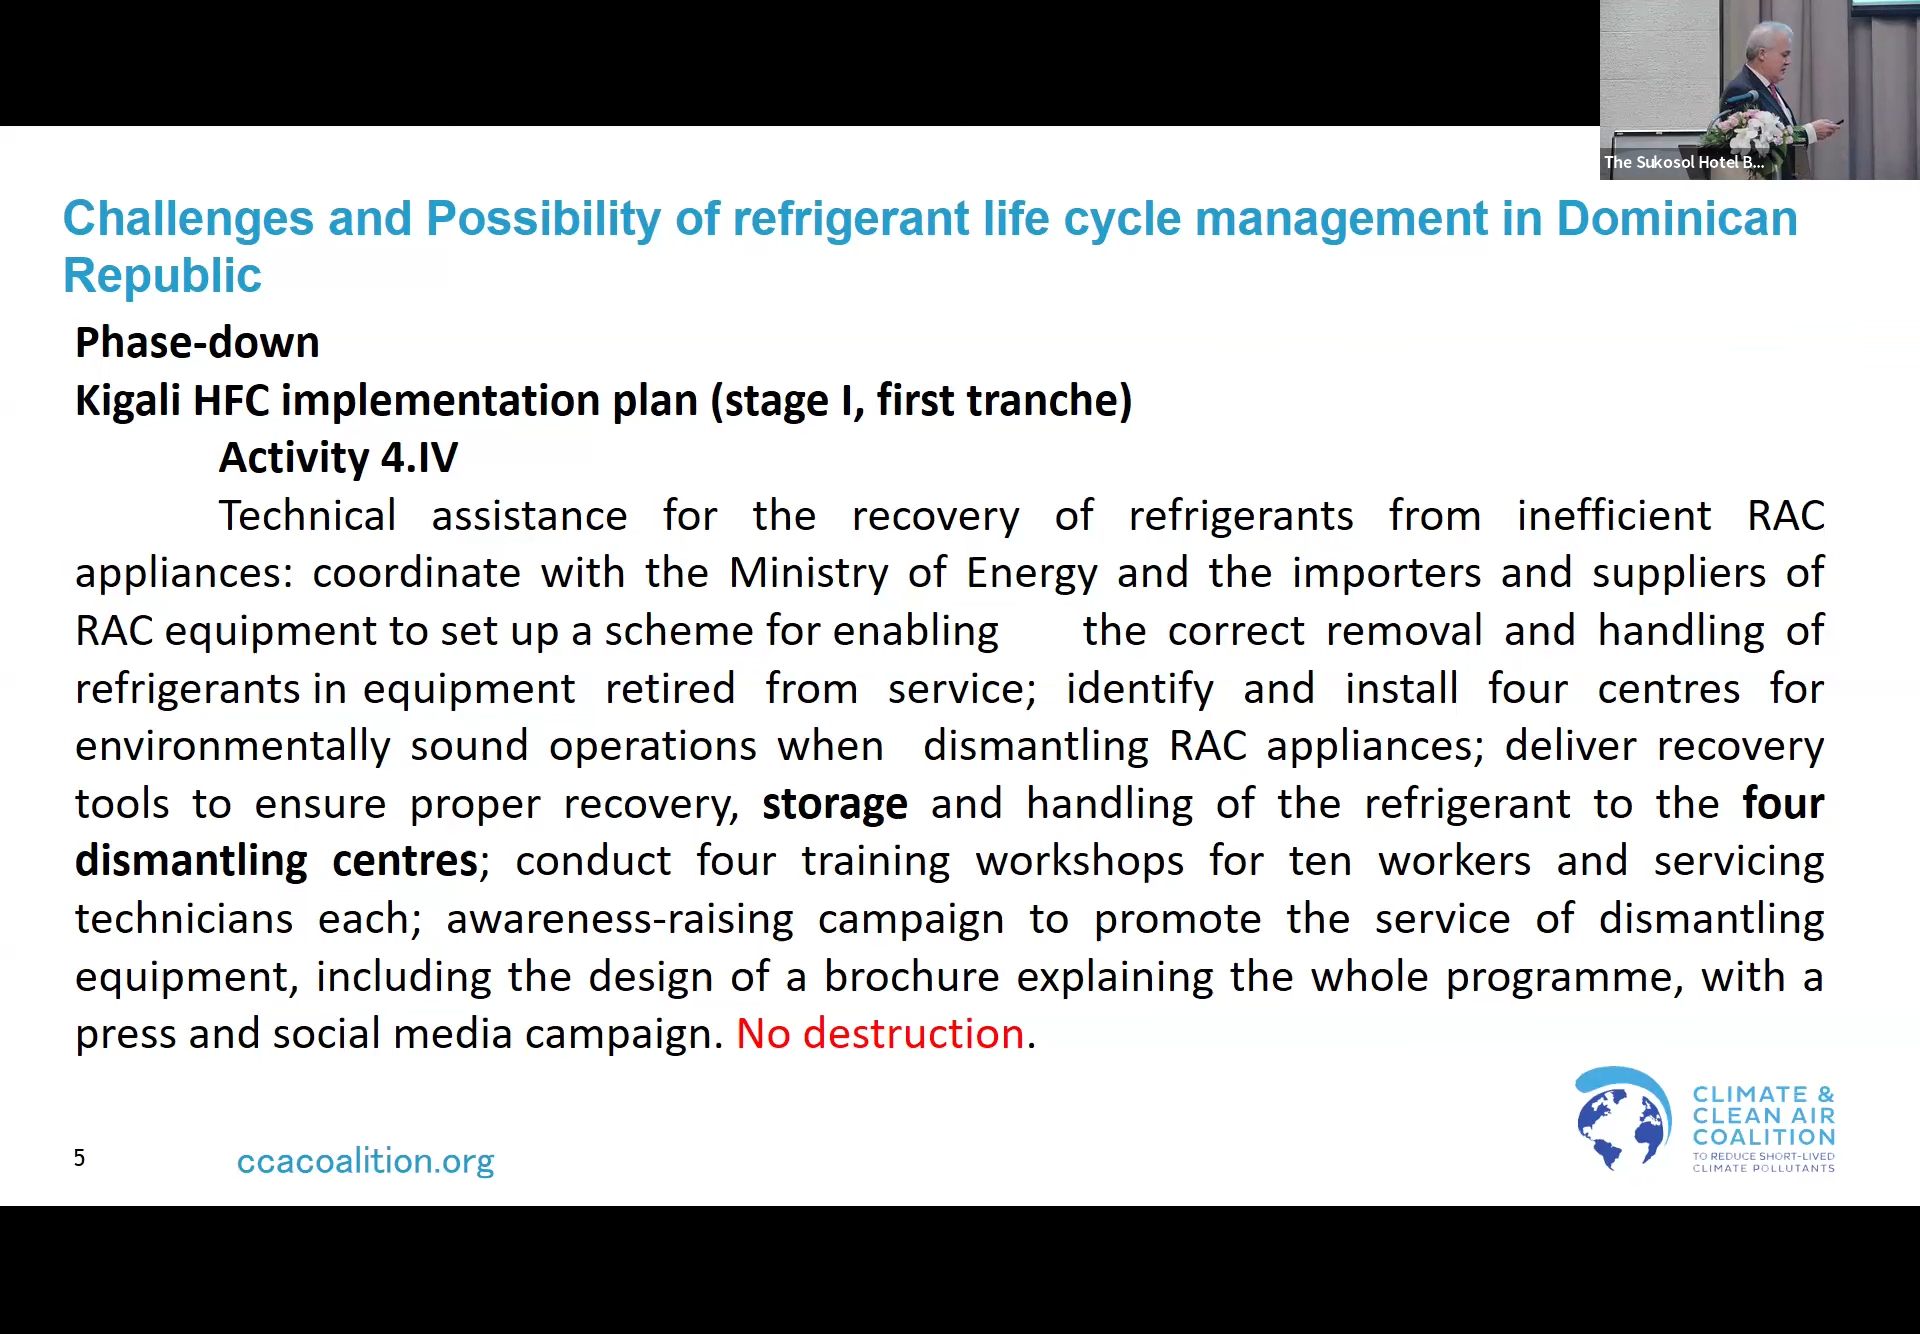 The Sukosol Hotel B...
Challenges and Possibility of refrigerant life cycle management in Dominican
Republic
Phase-down
Kigali HFC implementation plan (stage I, first tranche)
Activity 4.IV
Technical assistance for the recovery of refrigerants from inefficient RAC
appliances: coordinate with the Ministry of Energy and the importers and suppliers of
RAC equipment to set up a scheme for enabling the correct removal and handling of
refrigerants in equipment retired from service; identify and install four centres for
environmentally sound operations when dismantling RAC appliances; deliver recovery
tools to ensure proper recovery, storage and handling of the refrigerant to the four
dismantling centres; conduct four training workshops for ten workers and servicing
technicians each; awareness-raising campaign to promote the service of dismantling
equipment, including the design of a brochure explaining the whole programme, with a
press and social media campaign. No destruction.
5
ccacoalition.org
CLIMATE &
CLEAN AIR
COALITION
TO REDUCE SHORT-LIVED
CLIMATE POLLUTANTS